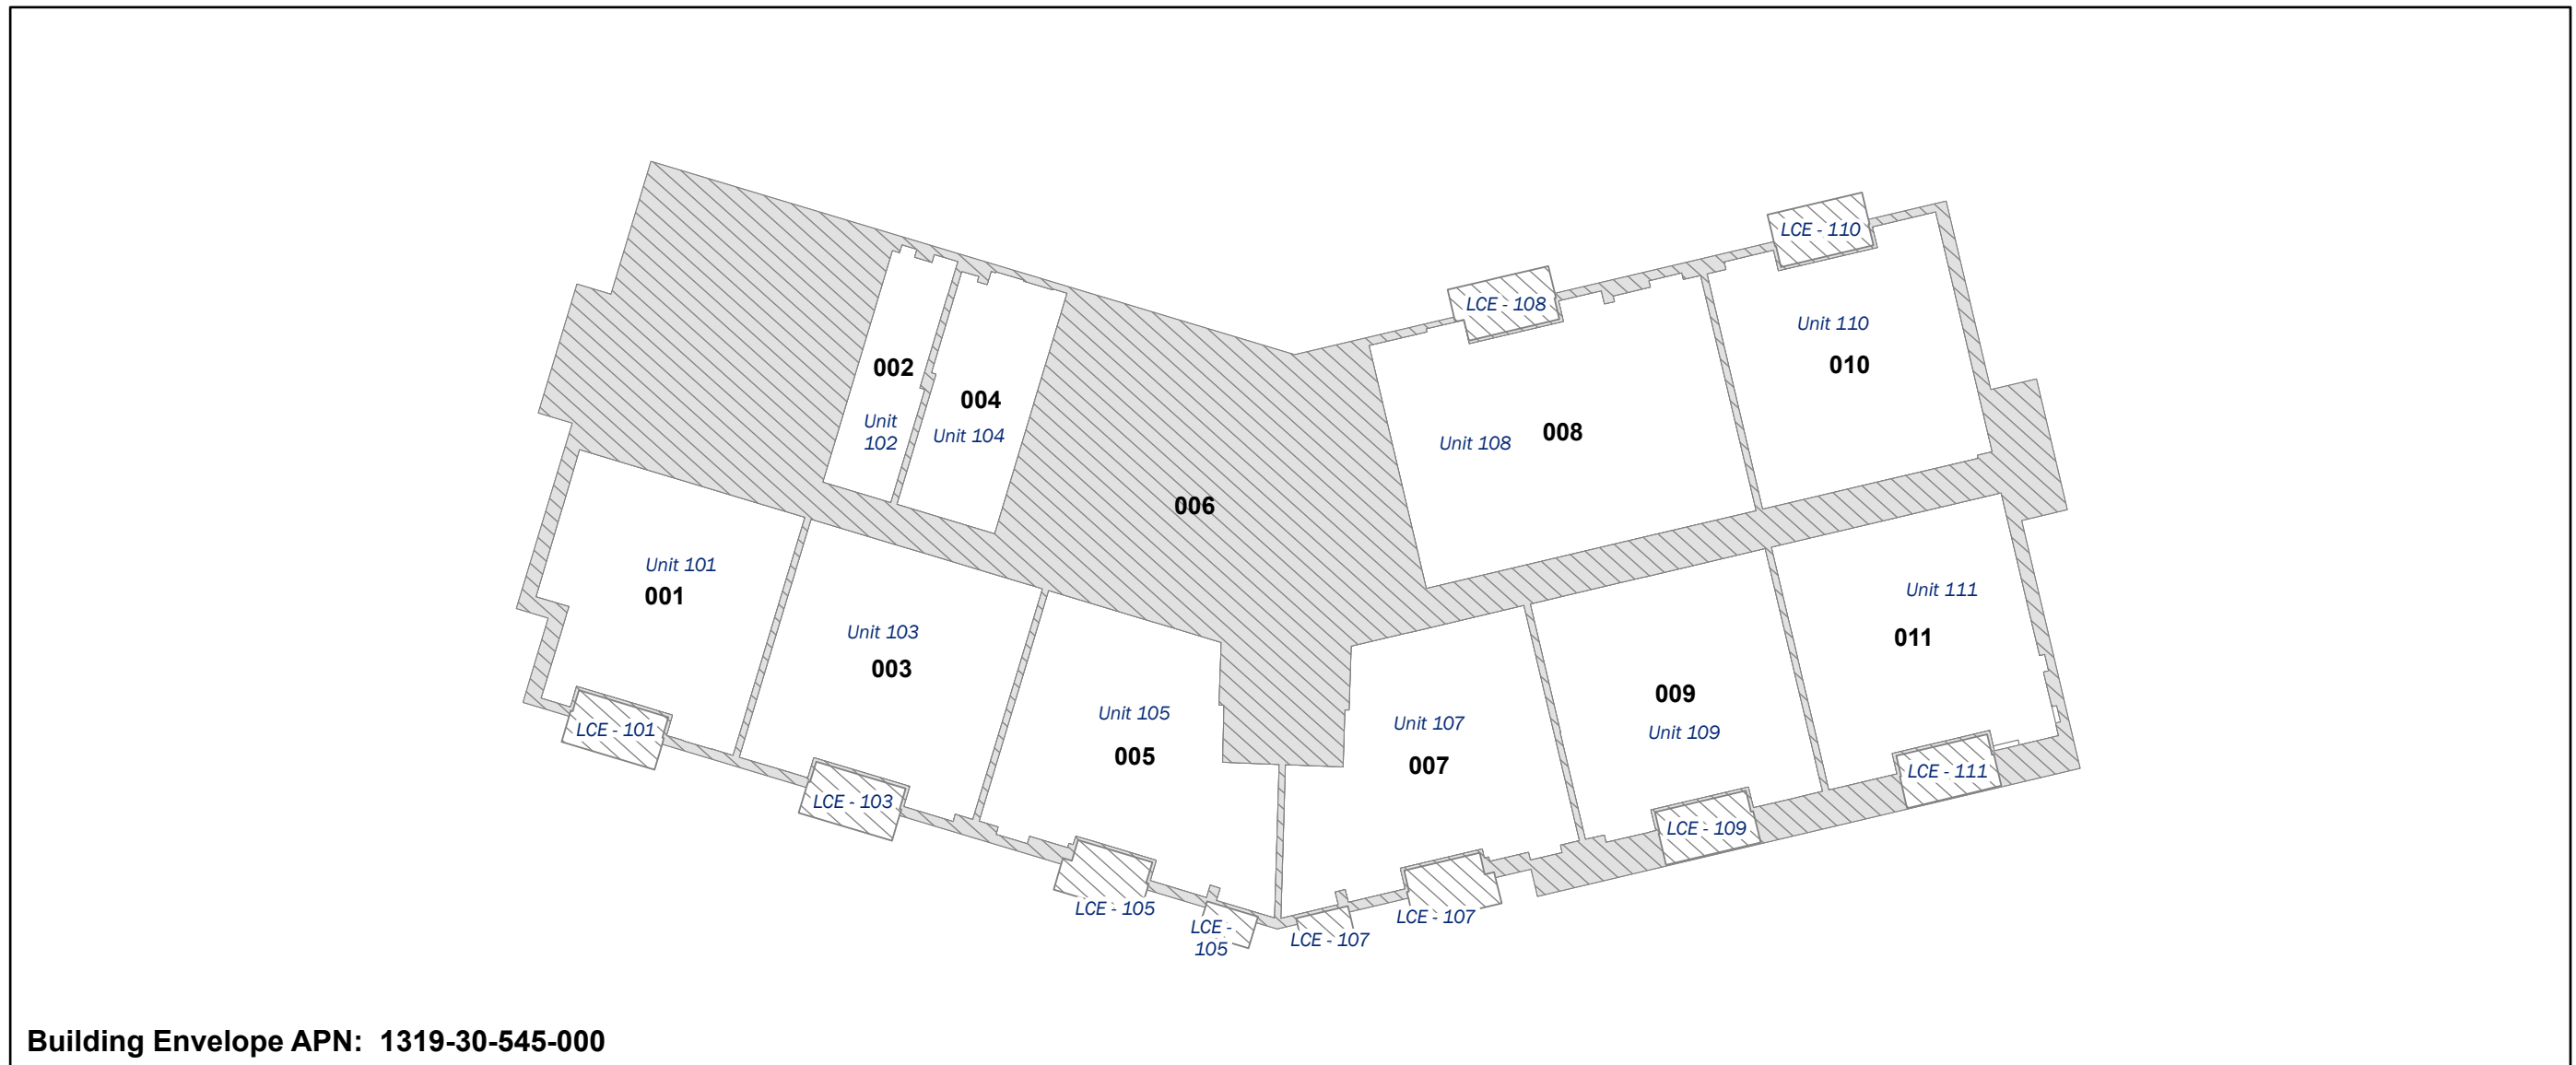 LCE - 110
LCE - 108
Unit 110
010
002
004
Unit
102
Unit 104
008
Unit 108
006
Unit 101
001
Unit 103
003
Unit 111
011
009
Unit 109
Unit 105
005
Unit 107
007
LCE - 101
LCE - 103
LCE - 111
LCE - 109
LCE - 105
LCE - 107
LCE -
105
LCE - 107
Building Envelope APN: 1319-30-545-000